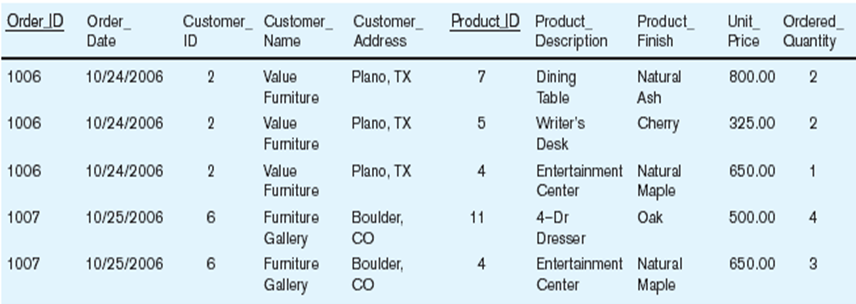 Order_ID Order_ Customer_ Customer_ Customer_ Product_ID Product_ Product_ Unit_ Ordered_
Date ID Name Address Description Finish Price Quantity
1006 10/24/2006 2 Value Plano, TX 7 Dining Natural 800.00 2
Furniture Table Ash
1006 10/24/2006 2 Value Plano, TX 5 Writer's Cherry 325.00 2
Furniture Desk
1006 10/24/2006 2 Value Plano, TX 4 Entertainment Natural 650.00 1
Furniture Center Maple
1007 10/25/2006 6 Furniture Boulder, 11 4–Dr Oak 500.00 4
Gallery CO Dresser
1007 10/25/2006 6 Furniture Boulder, 4 Entertainment Natural 650.00 3
Gallery CO Center Maple